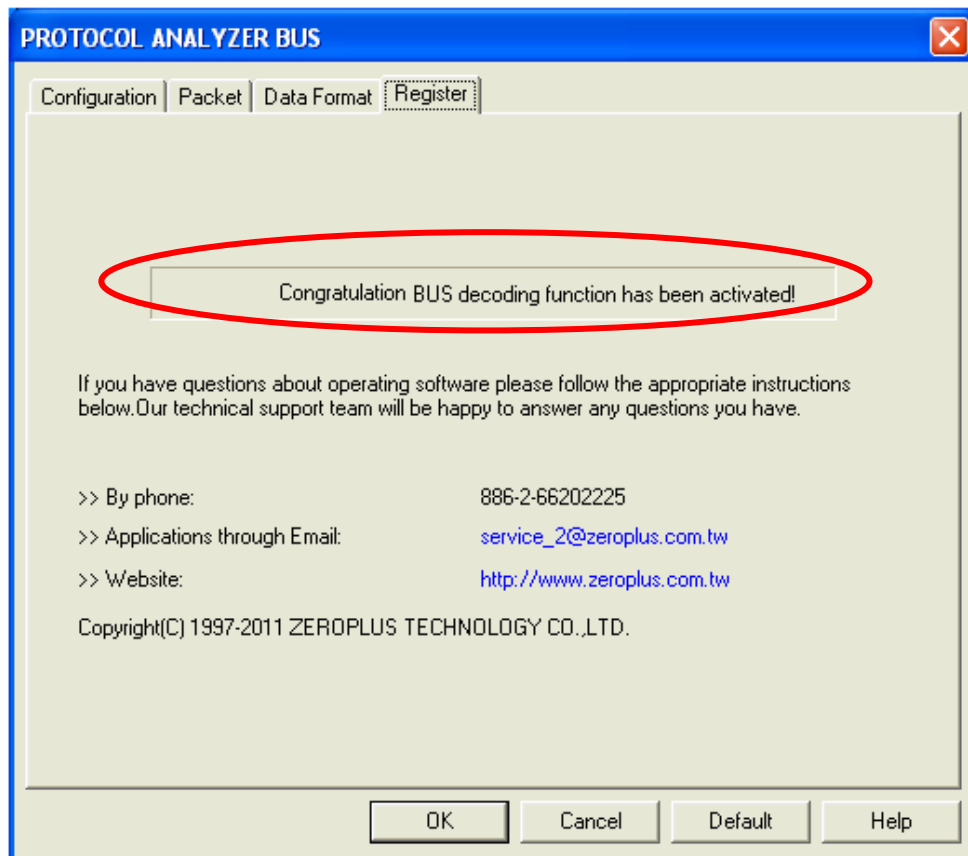 PROTOCOL ANALYZER BUS
Configuration Packet Data Format Register
Congratulation BUS decoding function has been activated!
If you have questions about operating software please follow the appropriate instructions
below.Our technical support team will be happy to answer any questions you have.
>> By phone: 886-2-66202225
>> Applications through Email: service_2@zeroplus.com.tw
>> Website: http://www.zeroplus.com.tw
Copyright(C) 1997-2011 ZEROPLUS TECHNOLOGY CO.,LTD.
OK Cancel Default Help